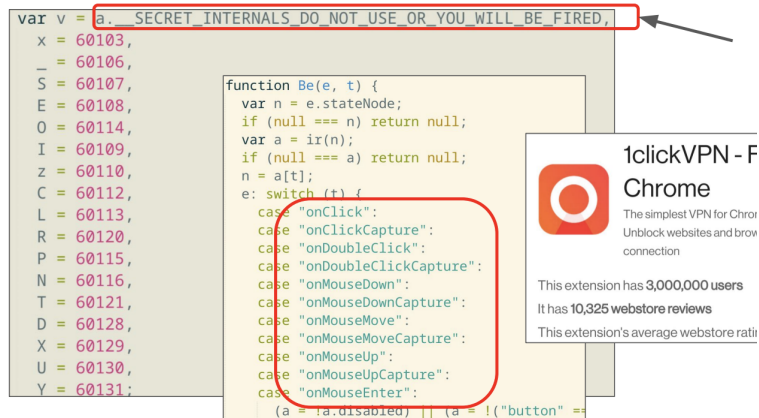 var v = a.__SECRET_INTERNALS_DO_NOT_USE_OR_YOU_WILL_BE_FIRED,
x = 60103,
_ = 60106,
S = 60107,
E = 60108,
O = 60114,
I = 60109,
z = 60110,
C = 60112,
L = 60113,
R = 60120,
P = 60115,
N = 60116,
T = 60121,
D = 60128,
X = 60129,
U = 60130,
Y = 60131;
function Be(e, t) {
var n = e.stateNode;
if (null === n) return null;
var a = ir(n);
if (null === a) return null;
n = a[t];
e: switch (t) {
case "onClick":
case "onClickCapture":
case "onDoubleClick":
case "onDoubleClickCapture":
case "onMouseDown":
case "onMouseDownCapture":
case "onMouseMove":
case "onMouseMoveCapture":
case "onMouseUp":
case "onMouseUpCapture":
case "onMouseEnter":
(a = !a.disabled) || (a = !("button" ==
1clickVPN - F
Chrome
The simplest VPN for Chro
Unblock websites and brow
connection
This extension has 3,000,000 users
It has 10,325 webstore reviews
This extension's average webstore rati